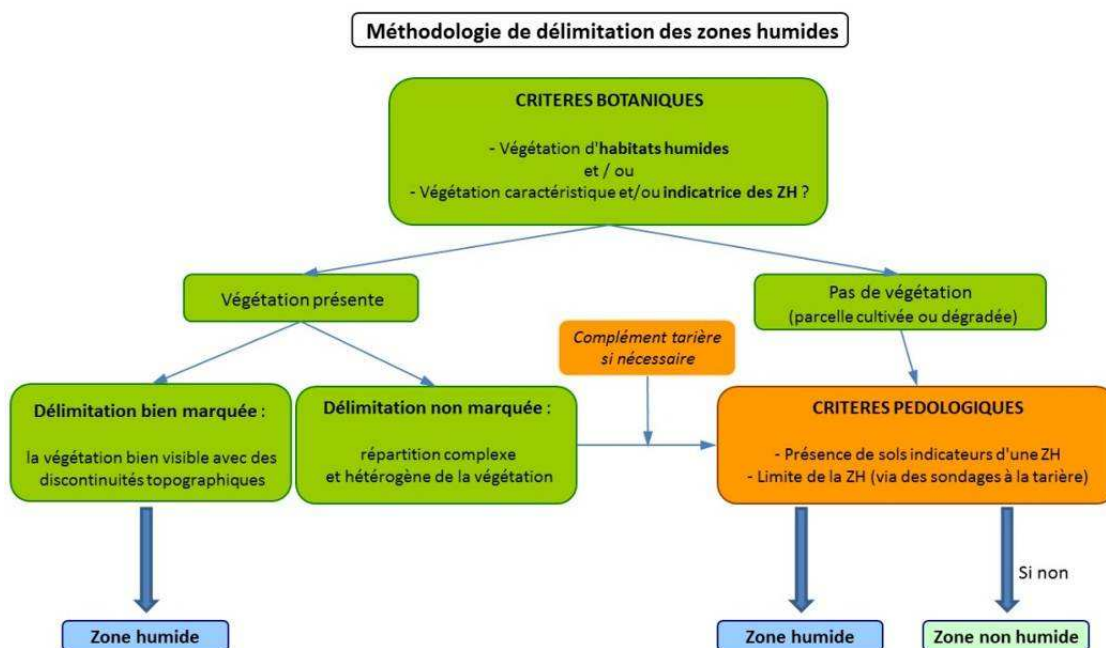 Méthodologie de délimitation des zones humides
CRITERES BOTANIQUES
- Végétation d'habitats humides
et / ou
- Végétation caractéristique et/ou indicatrice des ZH ?
Végétation présente
Pas de végétation
(parcelle cultivée ou dégradée)
Complément tarière
si nécessaire
Délimitation bien marquée :
la végétation bien visible avec des
discontinuités topographiques
Délimitation non marquée :
répartition complexe
et hétérogène de la végétation
CRITERES PEDOLOGIQUES
- Présence de sols indicateurs d'une ZH
- Limite de la ZH (via des sondages à la tarière)
Si non
Zone humide
Zone humide
Zone non humide